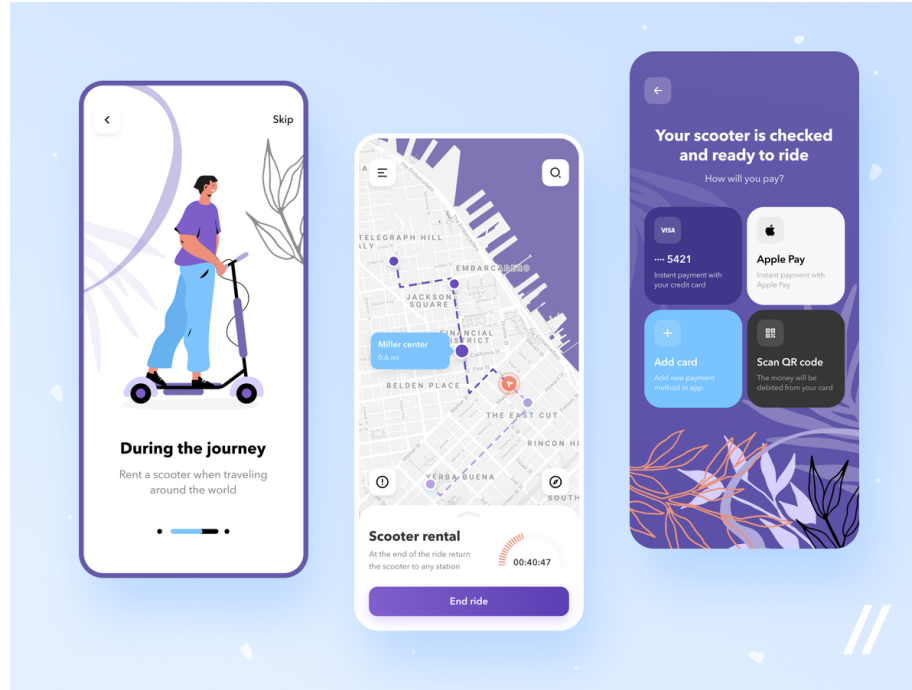 Skip
During the journey
Rent a scooter when traveling
around the world
TELEGRAPH HILL
EMBARCADERO
JACKSON
SQUARE
FINANCIAL
DISTRICT
Miller center
0.6 mi
California St
BELDEN PLACE
Market St
THE EAST CUT
RINCON HI
YERBA BUENA
SOUTH
Scooter rental
At the end of the ride return
the scooter to any station
00:40:47
End ride
Your scooter is checked
and ready to ride
How will you pay?
VISA
···· 5421
Instant payment with
your credit card
Apple Pay
Instant payment with
Apple Pay
Add card
Add new payment
method in app
Scan QR code
The money will be
debited from your card